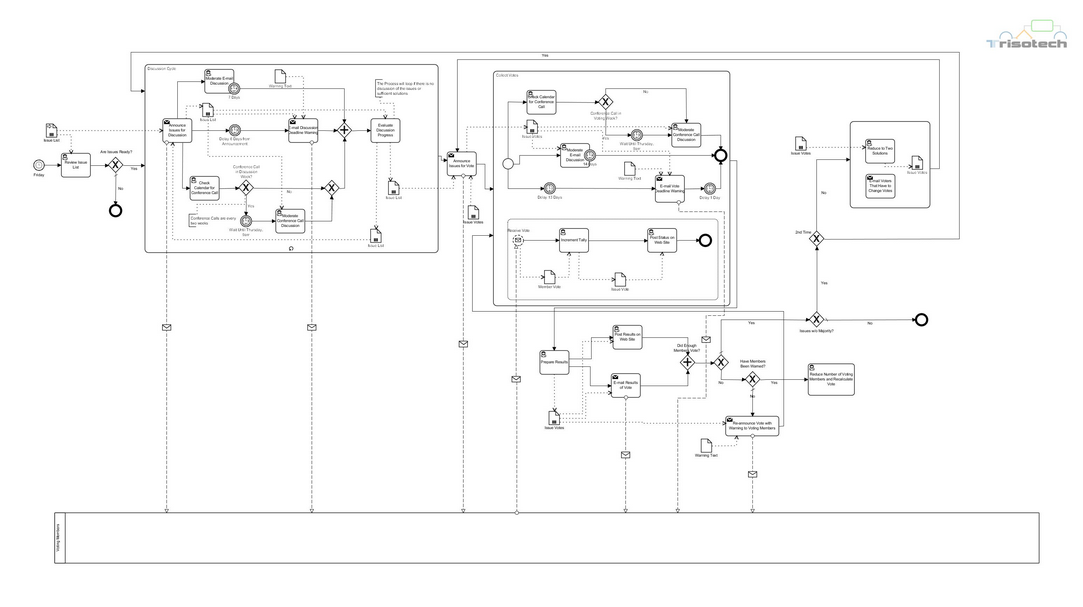 Trisotech
Yes
Discussion Cycle
Moderate E-mail
Discussion
7 Days
Warning Text
The Process will loop if there is no
discussion of the issues or
sufficient solutions
Issue List
Announce
Issues for
Discussion
Delay 6 Days from
Announcement
E-mail Discussion
Deadline Warning
Evaluate
Discussion
Progress
Conference Call
in Discussion
Week?
Check
Calendar for
Conference Call
No
Yes
Issue List
Conference Calls are every
two weeks
Wait Until Thursday,
9am
Moderate
Conference Call
Discussion
Issue List
Issue List
Friday
Review Issue
List
Are Issues Ready?
Yes
No
Announce
Issues for Vote
Issue Votes
Collect Votes
Check Calendar for
Conference
Call
No
Conference Call in
Voting Week?
Yes
Issue Votes
Wait Until Thursday,
9am
Moderate
Conference Call
Discussion
Moderate
E-mail
Discussion
Warning Text
Delay 13 Days
E-mail Vote
Deadline Warning
Delay 1 Day
Receive Vote
Increment Tally
Post Status on
Web Site
Member Vote
Issue Vote
Prepare Results
Post Results on
Web Site
E-mail Results
of Vote
Issue Votes
Did Enough
Members Vote?
Yes
No
Have Members
Been Warned?
Yes
No
Reannounce Vote with
Warning to Voting Members
Warning Text
Reduce Number of Voting
Members and Recalculate
Vote
Issues w/o Majority?
No
Yes
2nd Time
No
Issue Votes
Reduce to Two
Solutions
Issue Votes
E-mail Voters
That Have to
Change Votes
Voting Members